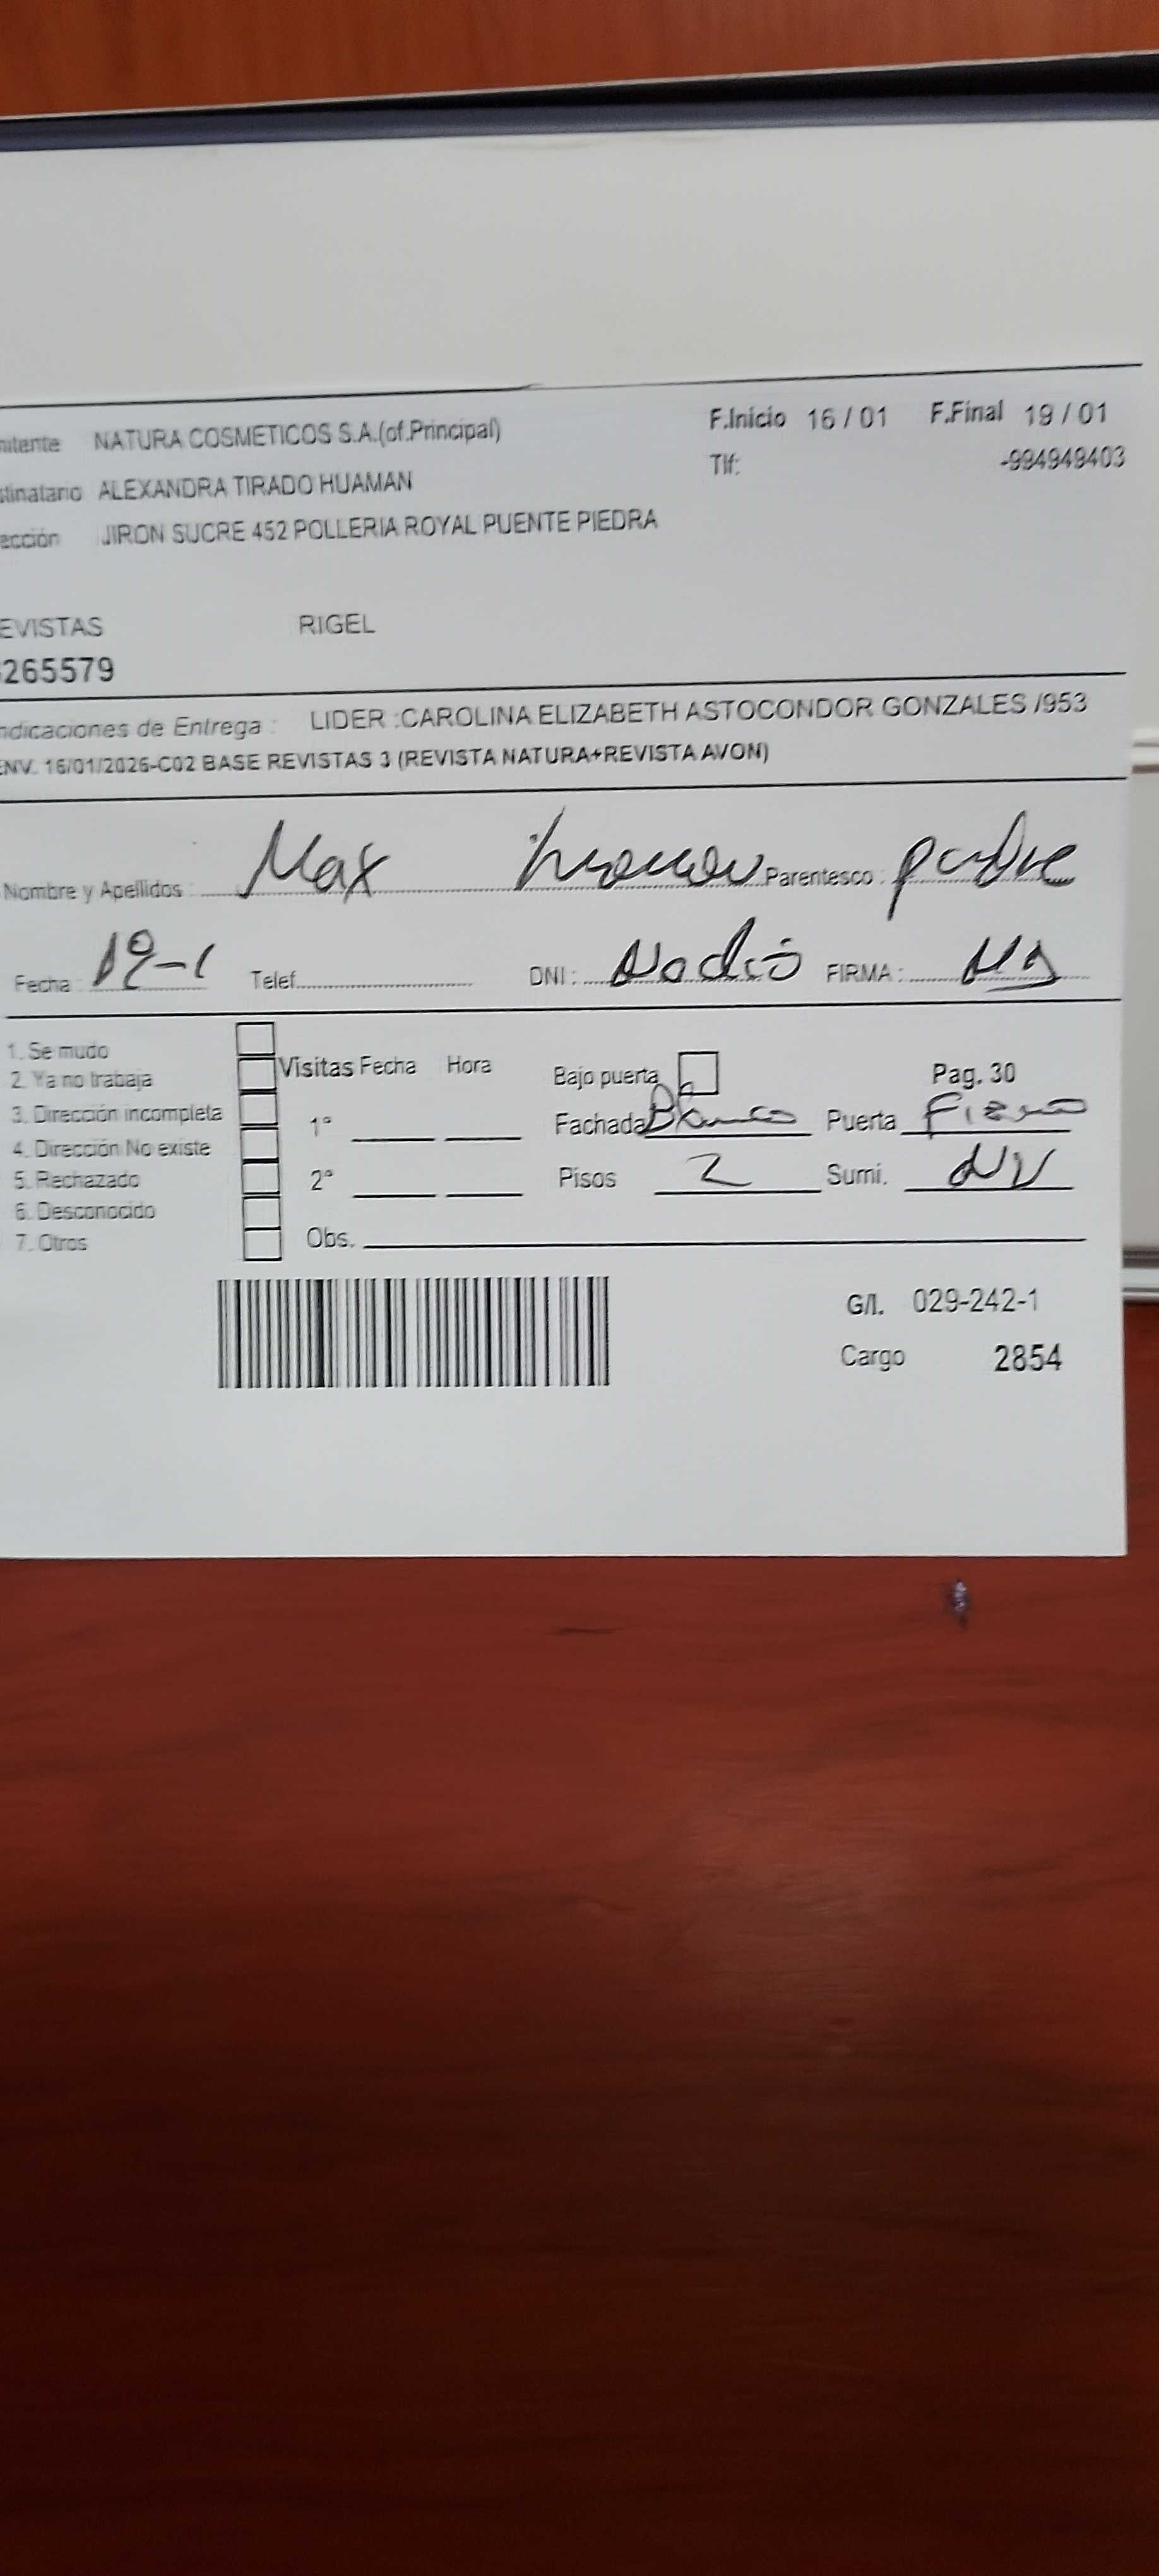 mitente NATURA COSMETICOS S.A.(of.Principal) F.Inicio 16 / 01 F.Final 19 / 01
stinatario ALEXANDRA TIRADO HUAMAN Tlf: -994949403
ección JIRON SUCRE 452 POLLERIA ROYAL PUENTE PIEDRA
EVISTAS RIGEL
265579
ndicaciones de Entrega : LIDER :CAROLINA ELIZABETH ASTOCONDOR GONZALES /953
ENV. 16/01/2026-C02 BASE REVISTAS 3 (REVISTA NATURA+REVISTA AVON)
Nombre y Apellidos : Max Parentesco : padre
Fecha : 19-1 Telef. DNI : No dió FIRMA :
1. Se mudo
2. Ya no trabaja Visitas Fecha Hora Bajo puerta Pag. 30
3. Dirección incompleta 1° Fachada Blanco Puerta Fierro
4. Dirección No existe
5. Rechazado 2° Pisos 2 Sumi. NV
6. Desconocido
7. Otros Obs.
G/l. 029-242-1
Cargo 2854